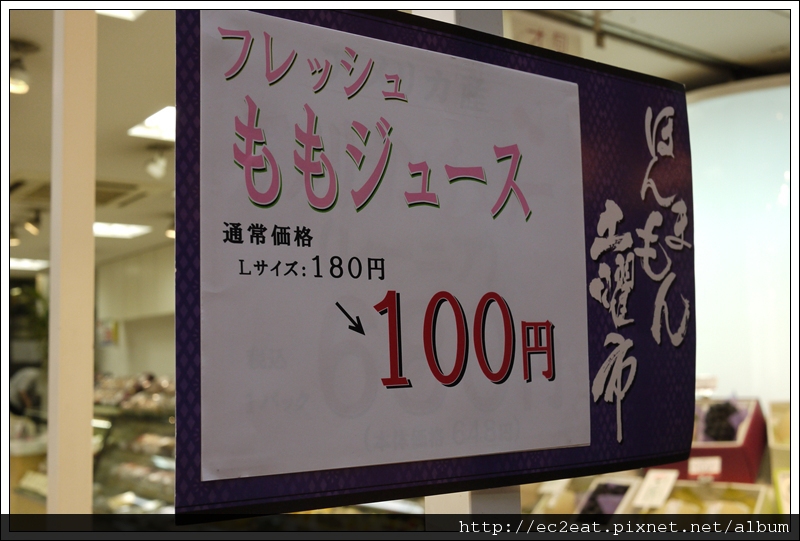 フレッシュ
ももジュース
通常価格
Lサイズ:180円
↘100円
ほんまもん
土曜市
http://ec2eat.pixnet.net/album